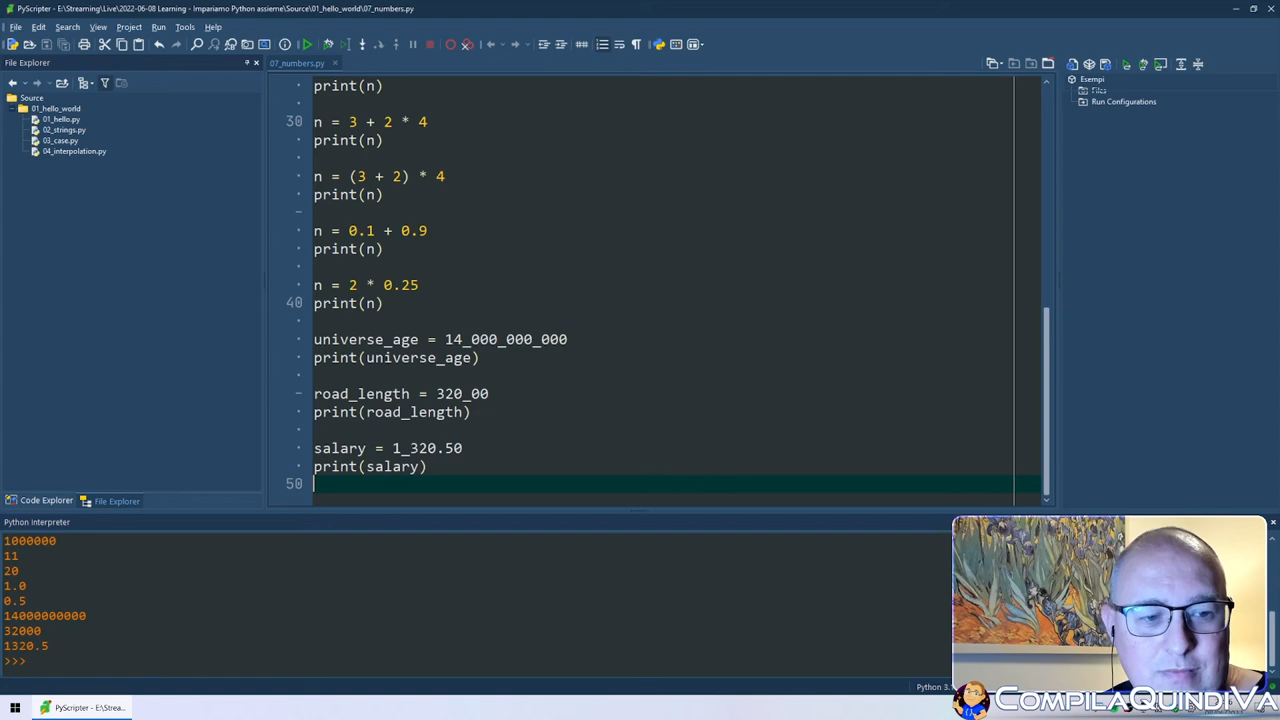 PyScripter - E:\Streaming\Live\2022-06-08 Learning - Impariamo Python assieme\Source\01_hello_world\07_numbers.py
File Edit Search View Project Run Tools Help
File Explorer
07_numbers.py
Source
01_hello_world
01_hello.py
02_strings.py
03_case.py
04_interpolation.py
Code Explorer File Explorer
print(n)
30 n = 3 + 2 * 4
print(n)
n = (3 + 2) * 4
print(n)
n = 0.1 + 0.9
print(n)
n = 2 * 0.25
40 print(n)
universe_age = 14_000_000_000
print(universe_age)
road_length = 320_00
print(road_length)
salary = 1_320.50
print(salary)
50
Esempi
Files
Run Configurations
Python Interpreter
1000000
11
20
1.0
0.5
14000000000
32000
1320.5
>>>
Python 3.
PyScripter - E:\Strea...
COMPILAQUINDIVA